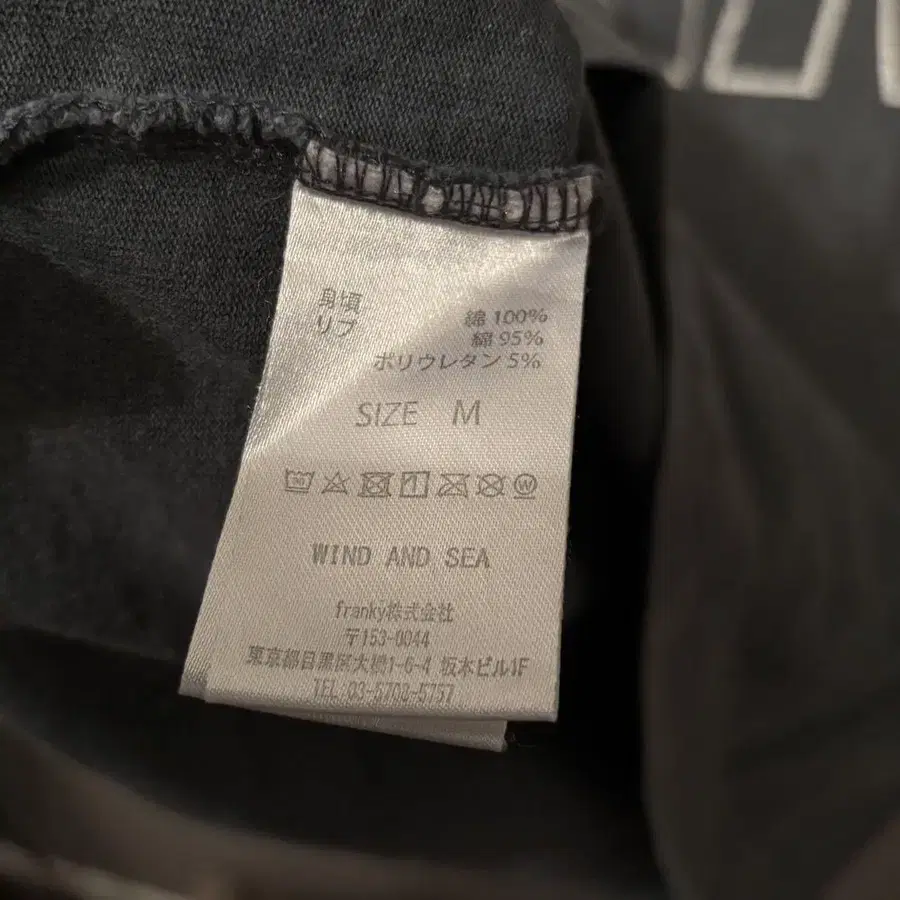 身頃 綿 100%
リブ 綿 95%
ポリウレタン 5%
SIZE M
WIND AND SEA
franky株式会社
〒153-0044
東京都目黒区大橋1-6-4 坂本ビル1F
TEL:03-5708-5757